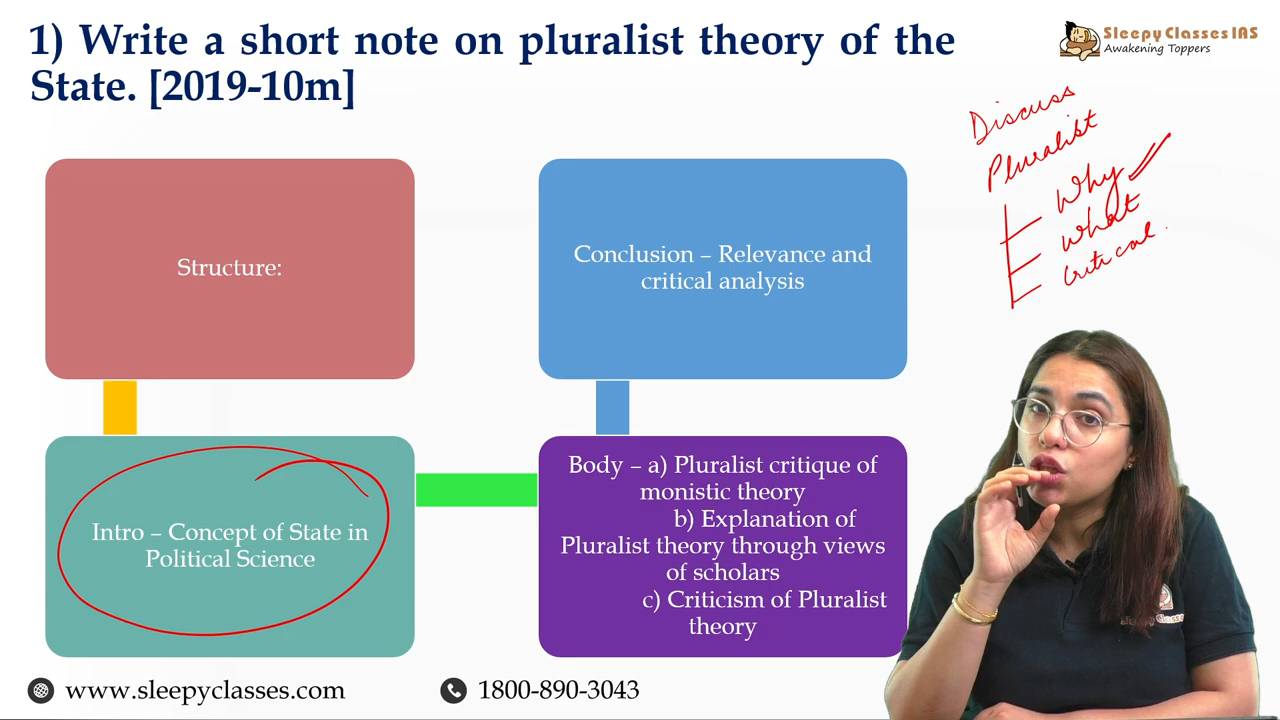 1) Write a short note on pluralist theory of the
State. [2019-10m]
Sleepy Classes IAS
Awakening Toppers
Discuss
Pluralist
Why
What
Critical.
Structure:
Conclusion – Relevance and
critical analysis
Intro – Concept of State in
Political Science
Body – a) Pluralist critique of
monistic theory
b) Explanation of
Pluralist theory through views
of scholars
c) Criticism of Pluralist
theory
www.sleepyclasses.com
1800-890-3043